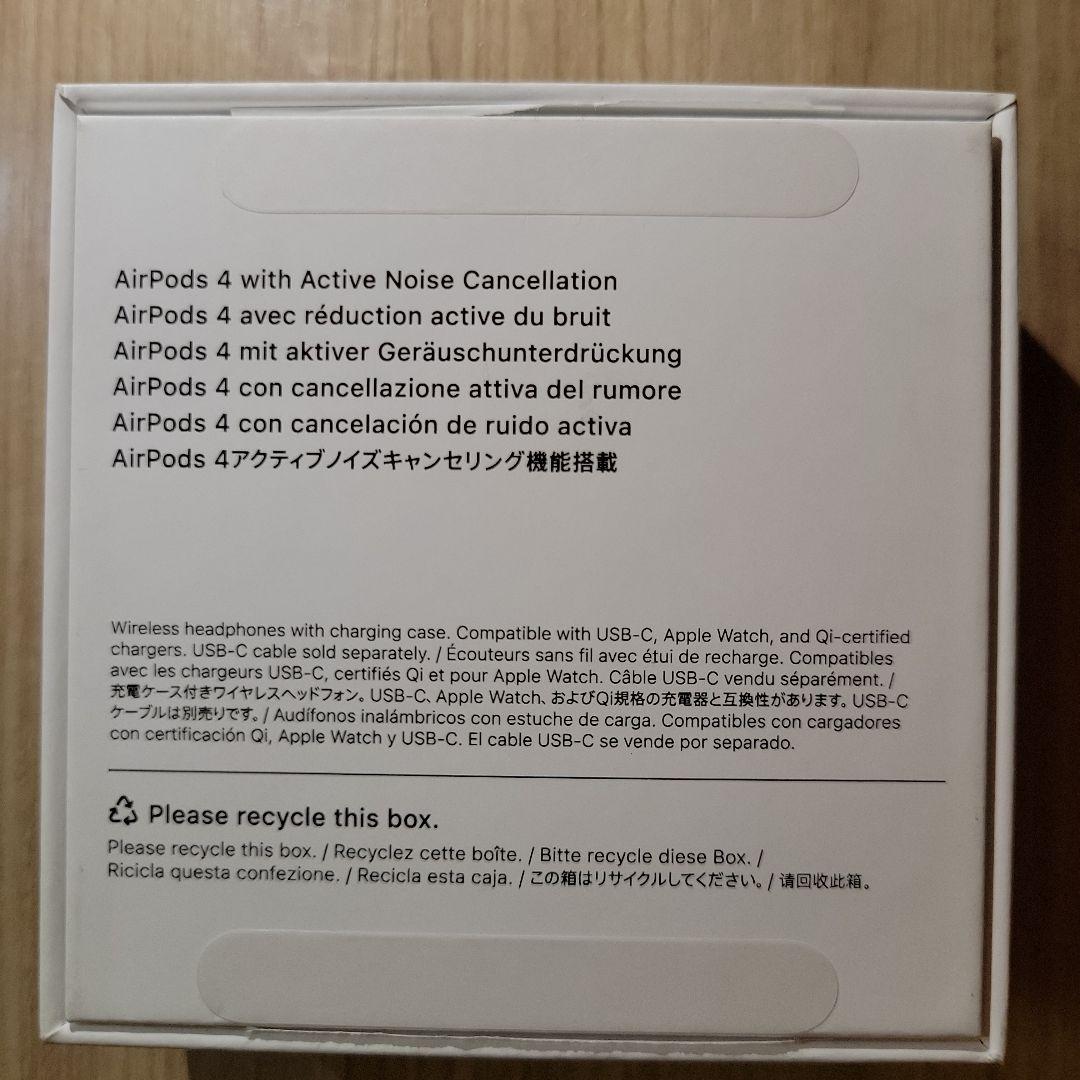 AirPods 4 with Active Noise Cancellation
AirPods 4 avec réduction active du bruit
AirPods 4 mit aktiver Geräuschunterdrückung
AirPods 4 con cancellazione attiva del rumore
AirPods 4 con cancelación de ruido activa
AirPods 4アクティブノイズキャンセリング機能搭載
Wireless headphones with charging case. Compatible with USB-C, Apple Watch, and Qi-certified
chargers. USB-C cable sold separately. / Écouteurs sans fil avec étui de recharge. Compatibles
avec les chargeurs USB-C, certifiés Qi et pour Apple Watch. Câble USB-C vendu séparément. /
充電ケース付きワイヤレスヘッドフォン。USB-C、Apple Watch、およびQi規格の充電器と互換性があります。USB-C
ケーブルは別売りです。/ Audífonos inalámbricos con estuche de carga. Compatibles con cargadores
con certificación Qi, Apple Watch y USB-C. El cable USB-C se vende por separado.
Please recycle this box.
Please recycle this box. / Recyclez cette boîte. / Bitte recycle diese Box. /
Ricicla questa confezione. / Recicla esta caja. / この箱はリサイクルしてください。/ 请回收此箱。